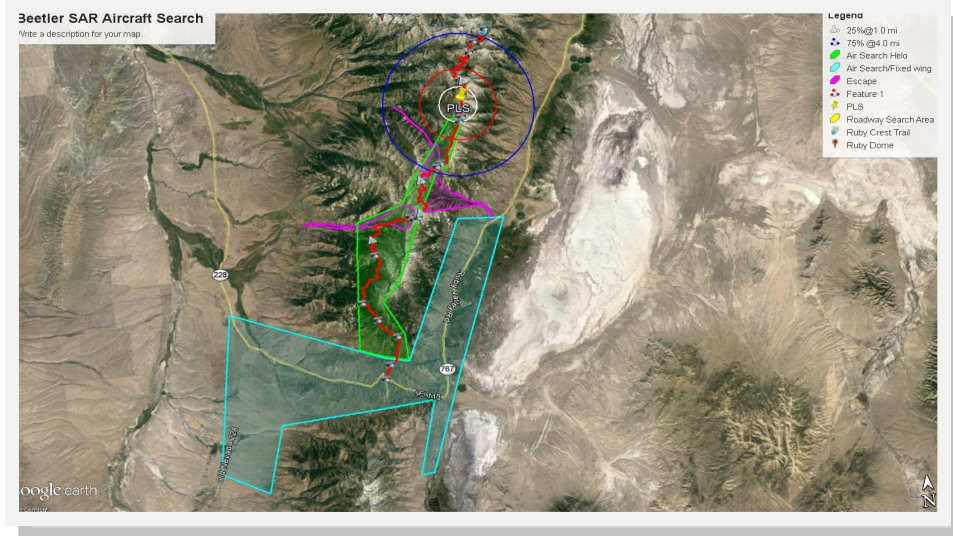 Beetler SAR Aircraft Search
Write a description for your map.
Legend
25%@1.0 mi
75% @4.0 mi
Air Search Helo
Air Search/Fixed wing
Escape
Feature 1
PLS
Roadway Search Area
Ruby Crest Trail
Ruby Dome
PLS
228
767
Google earth
N